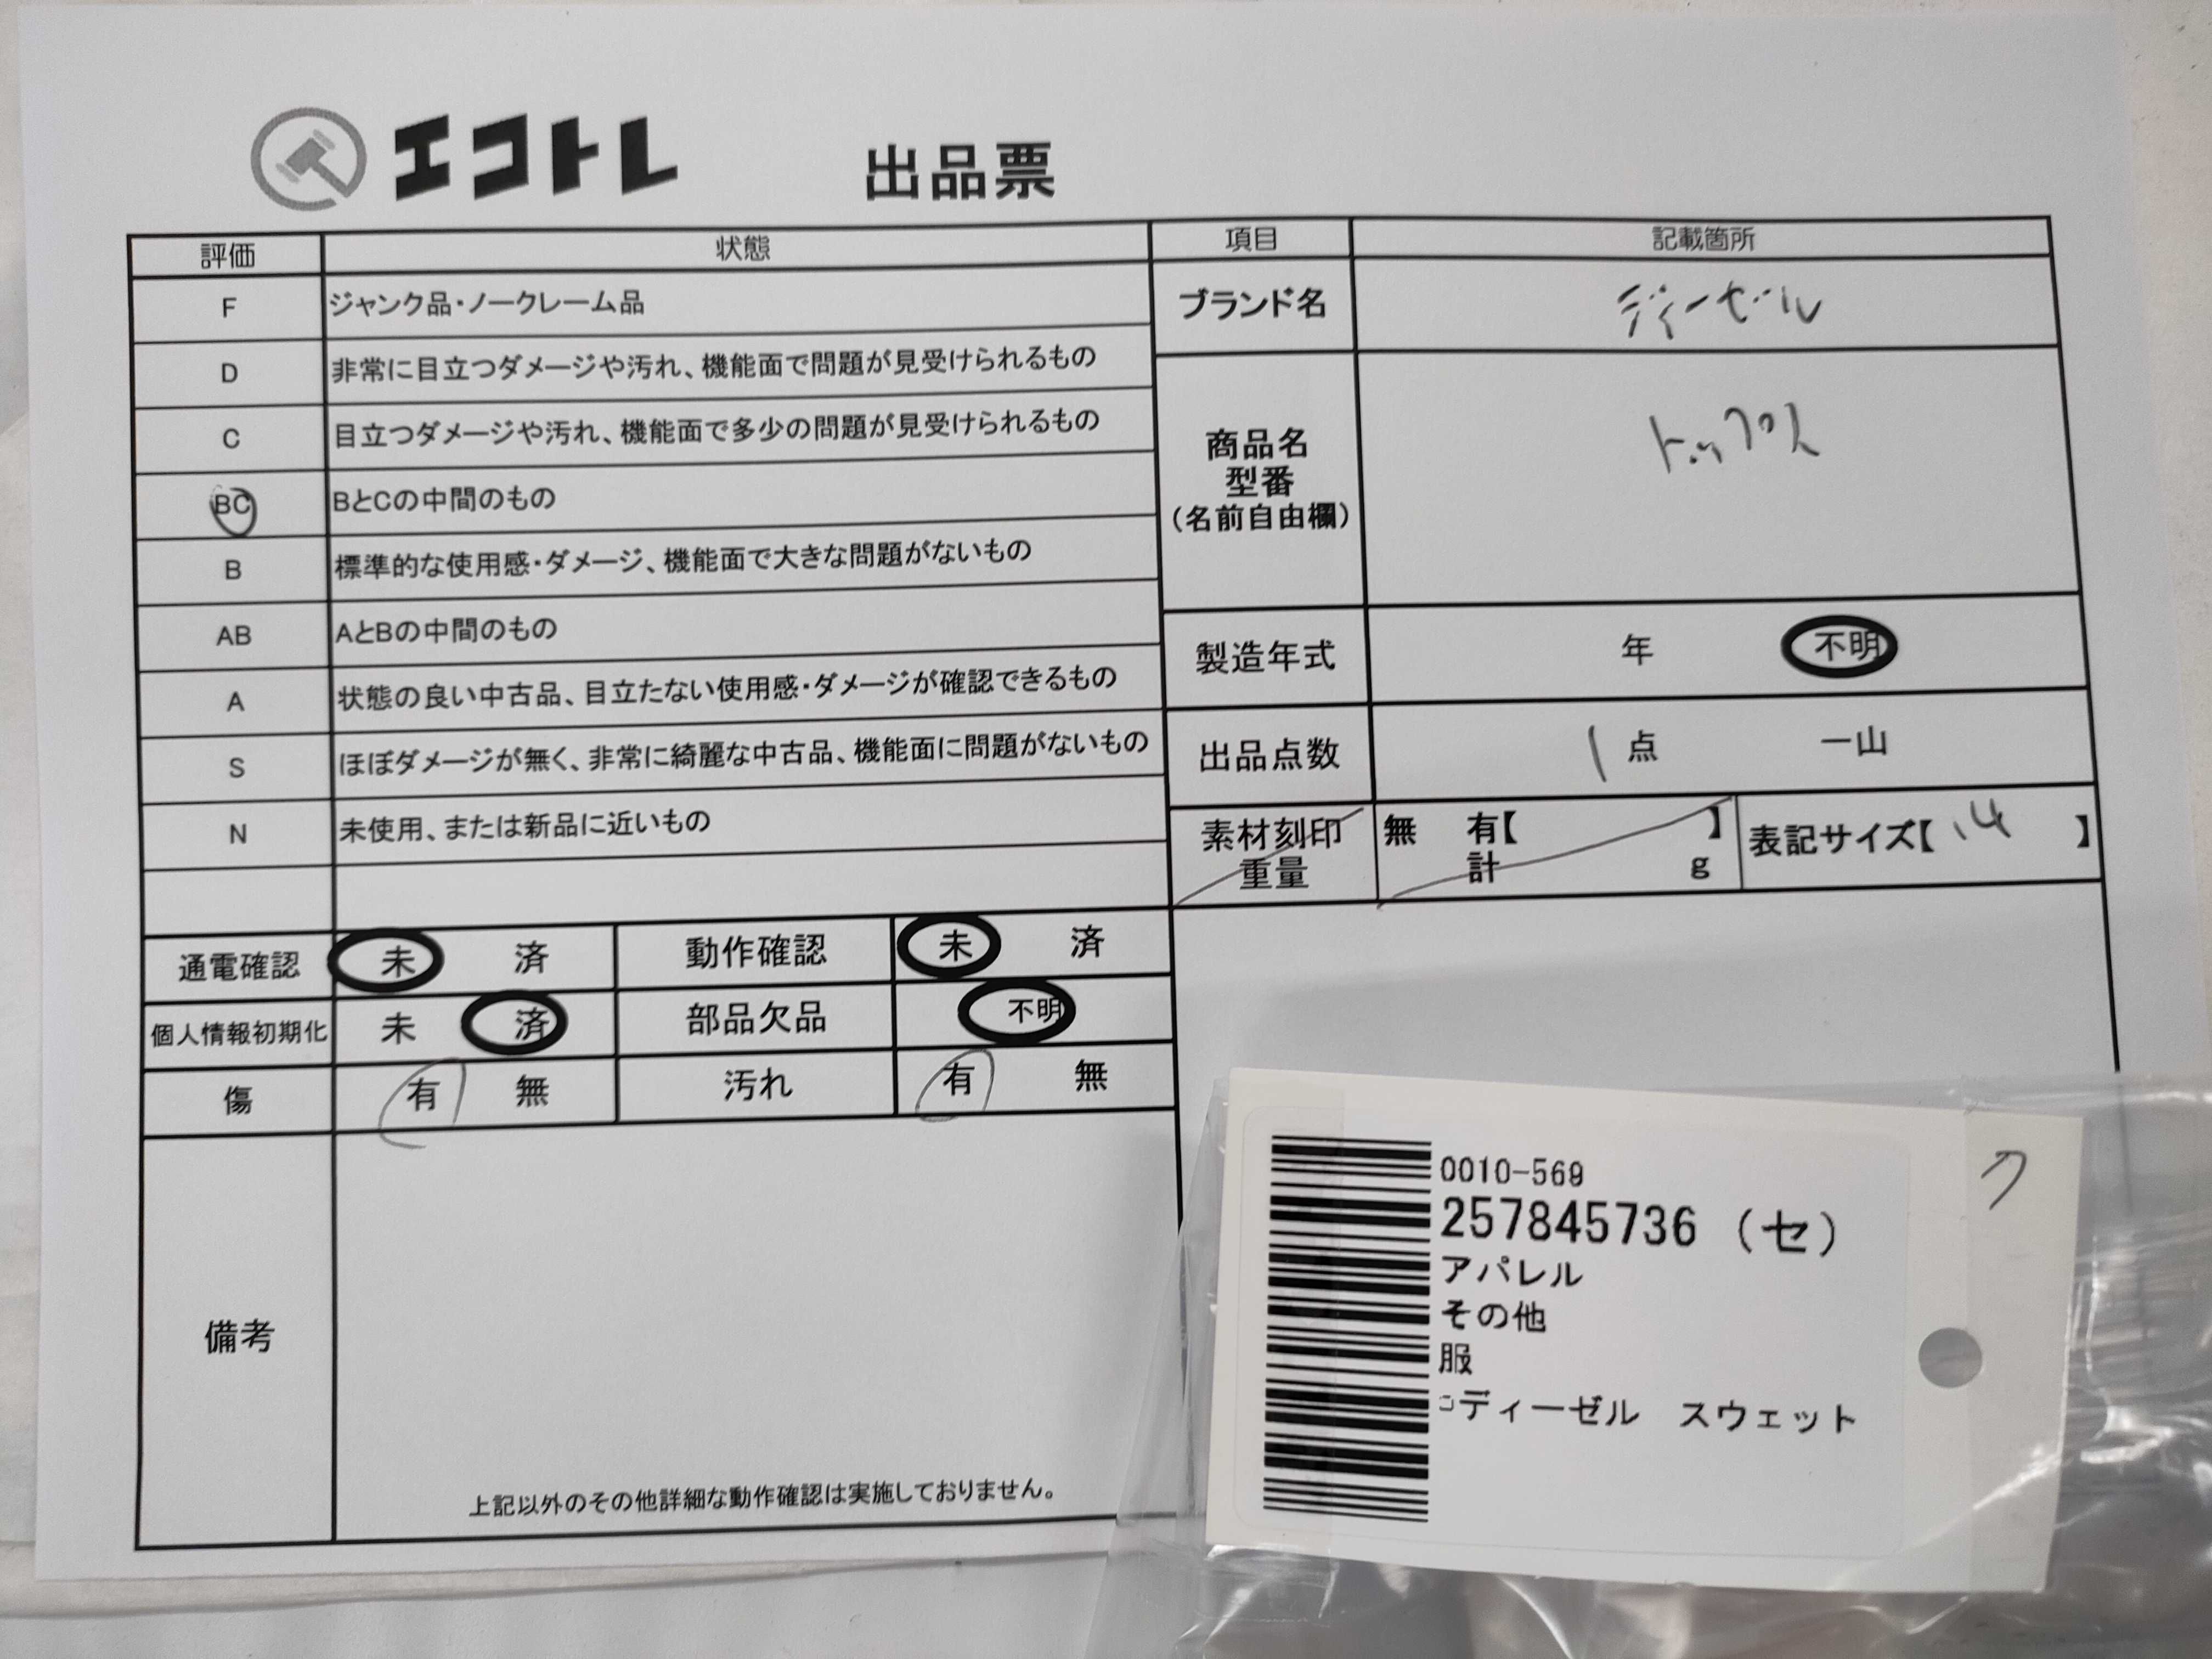 エコトレ 出品票
評価 状態 項目 記載箇所
F ジャンク品・ノークレーム品
D 非常に目立つダメージや汚れ、機能面で問題が見受けられるもの
C 目立つダメージや汚れ、機能面で多少の問題が見受けられるもの
BC BとCの中間のもの
B 標準的な使用感・ダメージ、機能面で大きな問題がないもの
AB AとBの中間のもの
A 状態の良い中古品、目立たない使用感・ダメージが確認できるもの
S ほぼダメージが無く、非常に綺麗な中古品、機能面に問題がないもの
N 未使用、または新品に近いもの
ブランド名 ディーゼル
商品名
型番
(名前自由欄)
トップス
製造年式 年 不明
出品点数 1 点 一山
素材刻印 無 有【 】
重量 計 g
表記サイズ【 14 】
通電確認 未 済 動作確認 未 済
個人情報初期化 未 済 部品欠品 不明
傷 有 無 汚れ 有 無
備考
上記以外のその他詳細な動作確認は実施しておりません。
0010-569
257845736 (セ)
アパレル
その他
服
ディーゼル スウェット